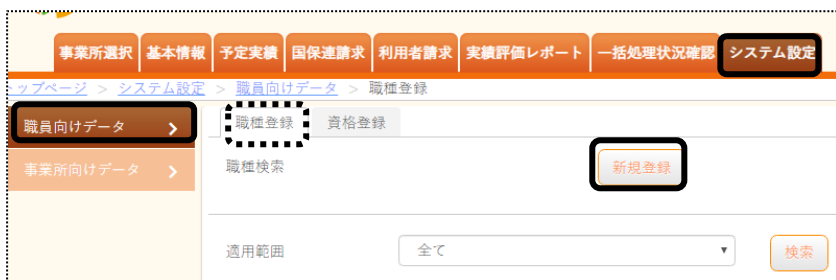 事業所選択 基本情報 予定実績 国保連請求 利用者請求 実績評価レポート 一括処理状況確認 システム設定
トップページ > システム設定 > 職員向けデータ > 職種登録
職員向けデータ
職種登録 資格登録
事業所向けデータ
職種検索 新規登録
適用範囲 全て 検索